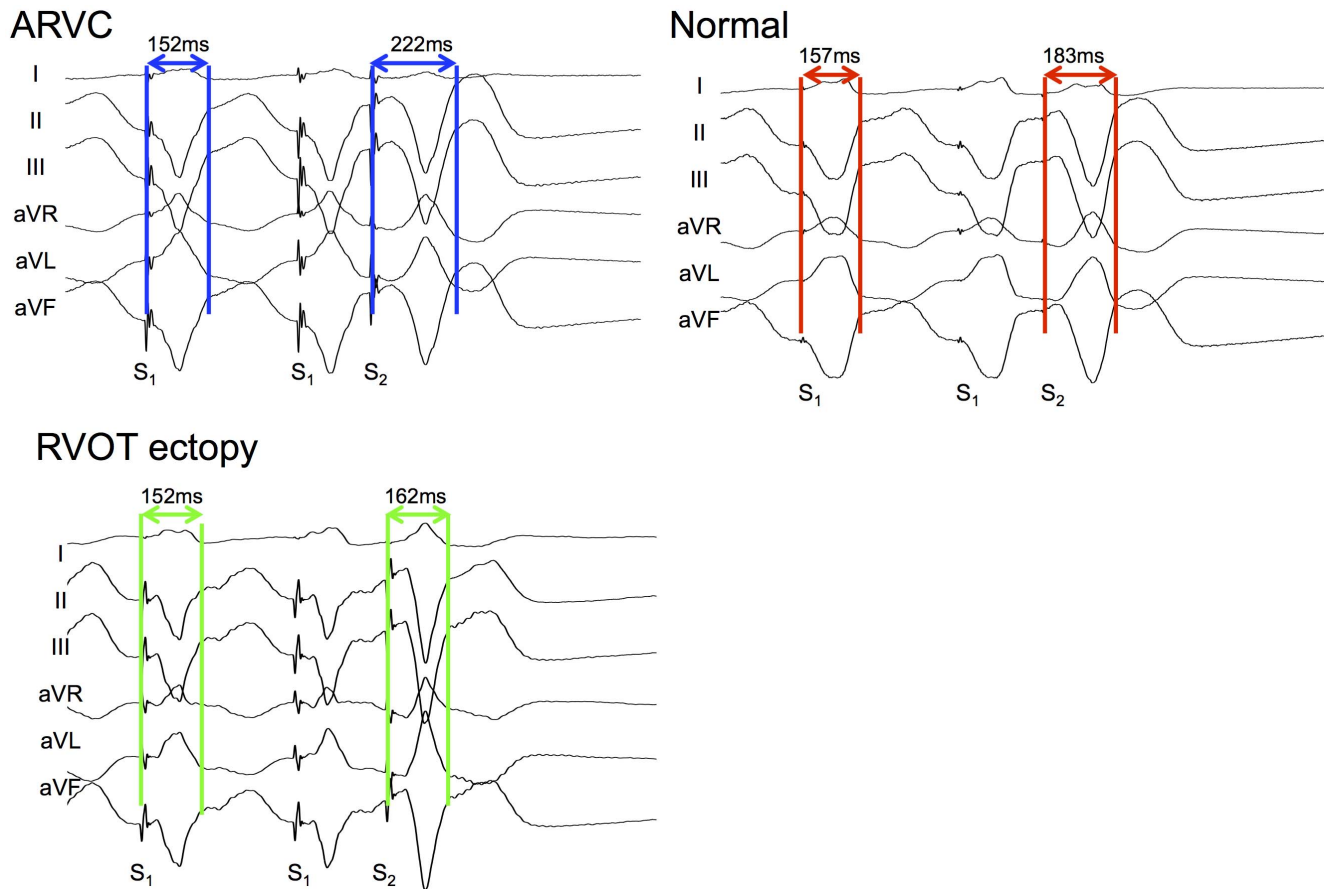 ARVC
152ms 222ms
I
II
III
aVR
aVL
aVF
S1 S1 S2
Normal
157ms 183ms
I
II
III
aVR
aVL
aVF
S1 S1 S2
RVOT ectopy
152ms 162ms
I
II
III
aVR
aVL
aVF
S1 S1 S2